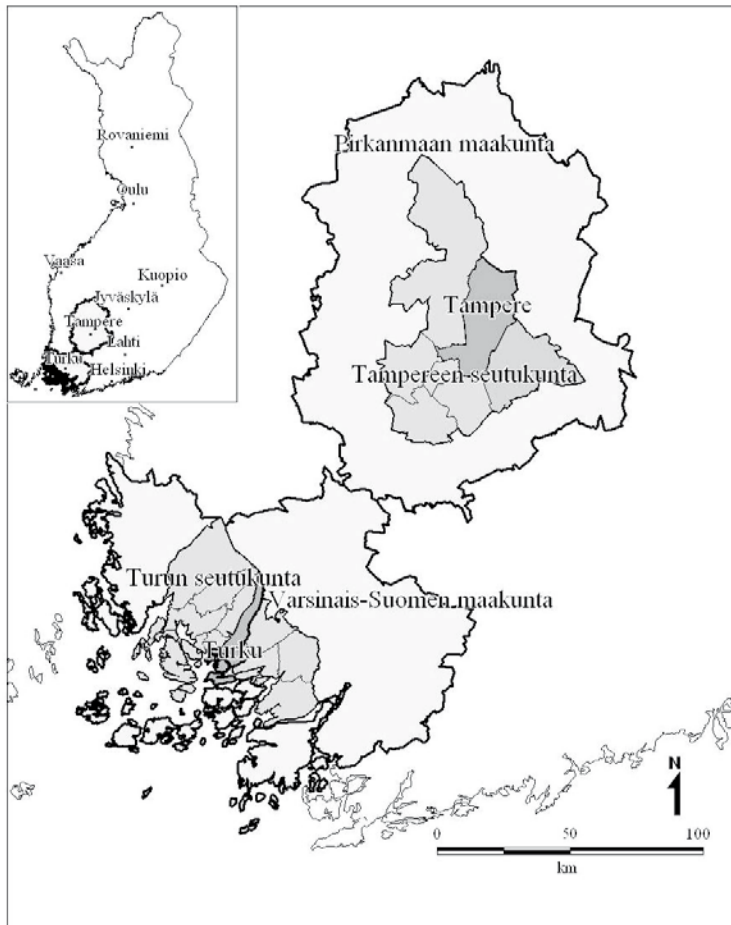 Rovaniemi
Oulu
Vaasa
Kuopio
Jyväskylä
Tampere
Lahti
Turku
Helsinki
Pirkanmaan maakunta
Tampere
Tampereen seutukunta
Turun seutukunta
Varsinais-Suomen maakunta
Turku
N
0 50 100
km